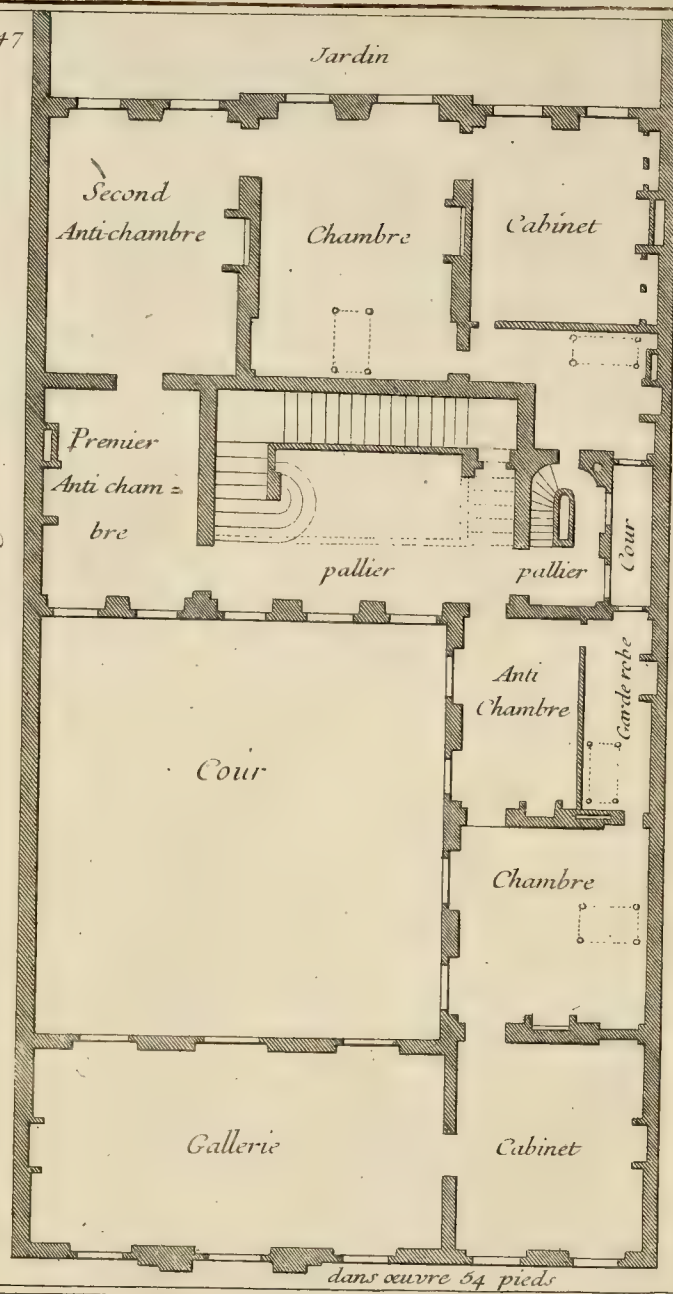 47
Jardin
Second
Anti-chambre
Chambre
Cabinet
Premier
Anti cham =
bre
pallier
pallier
Cour
Anti
Chambre
Garde robe
Cour
Chambre
Gallerie
Cabinet
dans œuvre 54 pieds